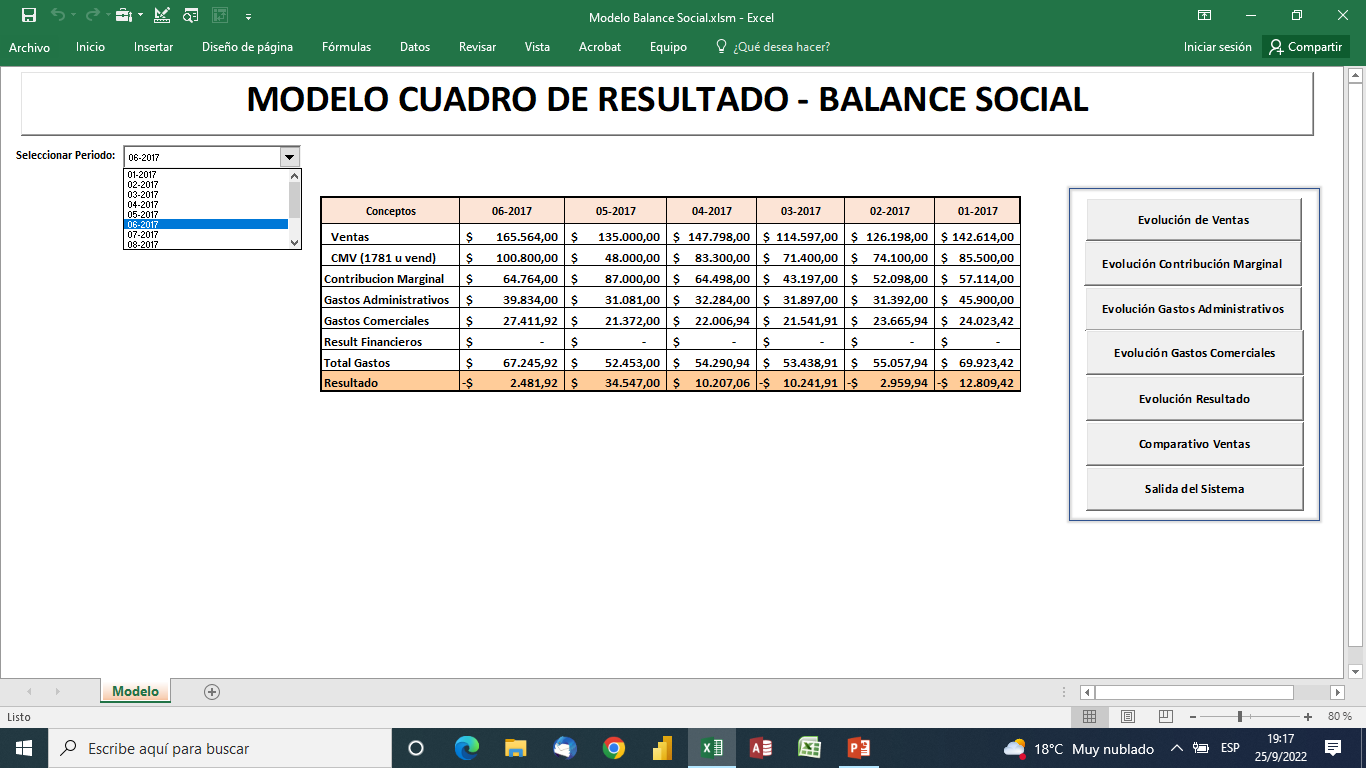 Modelo Balance Social.xlsm - Excel
Archivo Inicio Insertar Diseño de página Fórmulas Datos Revisar Vista Acrobat Equipo ¿Qué desea hacer? Iniciar sesión Compartir
MODELO CUADRO DE RESULTADO - BALANCE SOCIAL
Seleccionar Periodo: 06-2017
01-2017
02-2017
03-2017
04-2017
05-2017
06-2017
07-2017
08-2017
Conceptos 06-2017 05-2017 04-2017 03-2017 02-2017 01-2017
Ventas $ 165.564,00 $ 135.000,00 $ 147.798,00 $ 114.597,00 $ 126.198,00 $ 142.614,00
CMV (1781 u vend) $ 100.800,00 $ 48.000,00 $ 83.300,00 $ 71.400,00 $ 74.100,00 $ 85.500,00
Contribucion Marginal $ 64.764,00 $ 87.000,00 $ 64.498,00 $ 43.197,00 $ 52.098,00 $ 57.114,00
Gastos Administrativos $ 39.834,00 $ 31.081,00 $ 32.284,00 $ 31.897,00 $ 31.392,00 $ 45.900,00
Gastos Comerciales $ 27.411,92 $ 21.372,00 $ 22.006,94 $ 21.541,91 $ 23.665,94 $ 24.023,42
Result Financieros $ - $ - $ - $ - $ - $ -
Total Gastos $ 67.245,92 $ 52.453,00 $ 54.290,94 $ 53.438,91 $ 55.057,94 $ 69.923,42
Resultado -$ 2.481,92 $ 34.547,00 $ 10.207,06 -$ 10.241,91 -$ 2.959,94 -$ 12.809,42
Evolución de Ventas
Evolución Contribución Marginal
Evolución Gastos Administrativos
Evolución Gastos Comerciales
Evolución Resultado
Comparativo Ventas
Salida del Sistema
Modelo
Listo 80 %
Escribe aquí para buscar 18°C Muy nublado ESP 19:17
25/9/2022